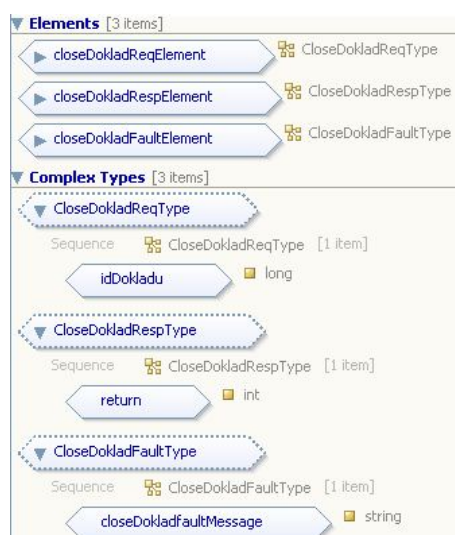 Elements [3 items]
closeDokladReqElement CloseDokladReqType
closeDokladRespElement CloseDokladRespType
closeDokladFaultElement CloseDokladFaultType
Complex Types [3 items]
CloseDokladReqType
Sequence CloseDokladReqType [1 item]
idDokladu long
CloseDokladRespType
Sequence CloseDokladRespType [1 item]
return int
CloseDokladFaultType
Sequence CloseDokladFaultType [1 item]
closeDokladfaultMessage string